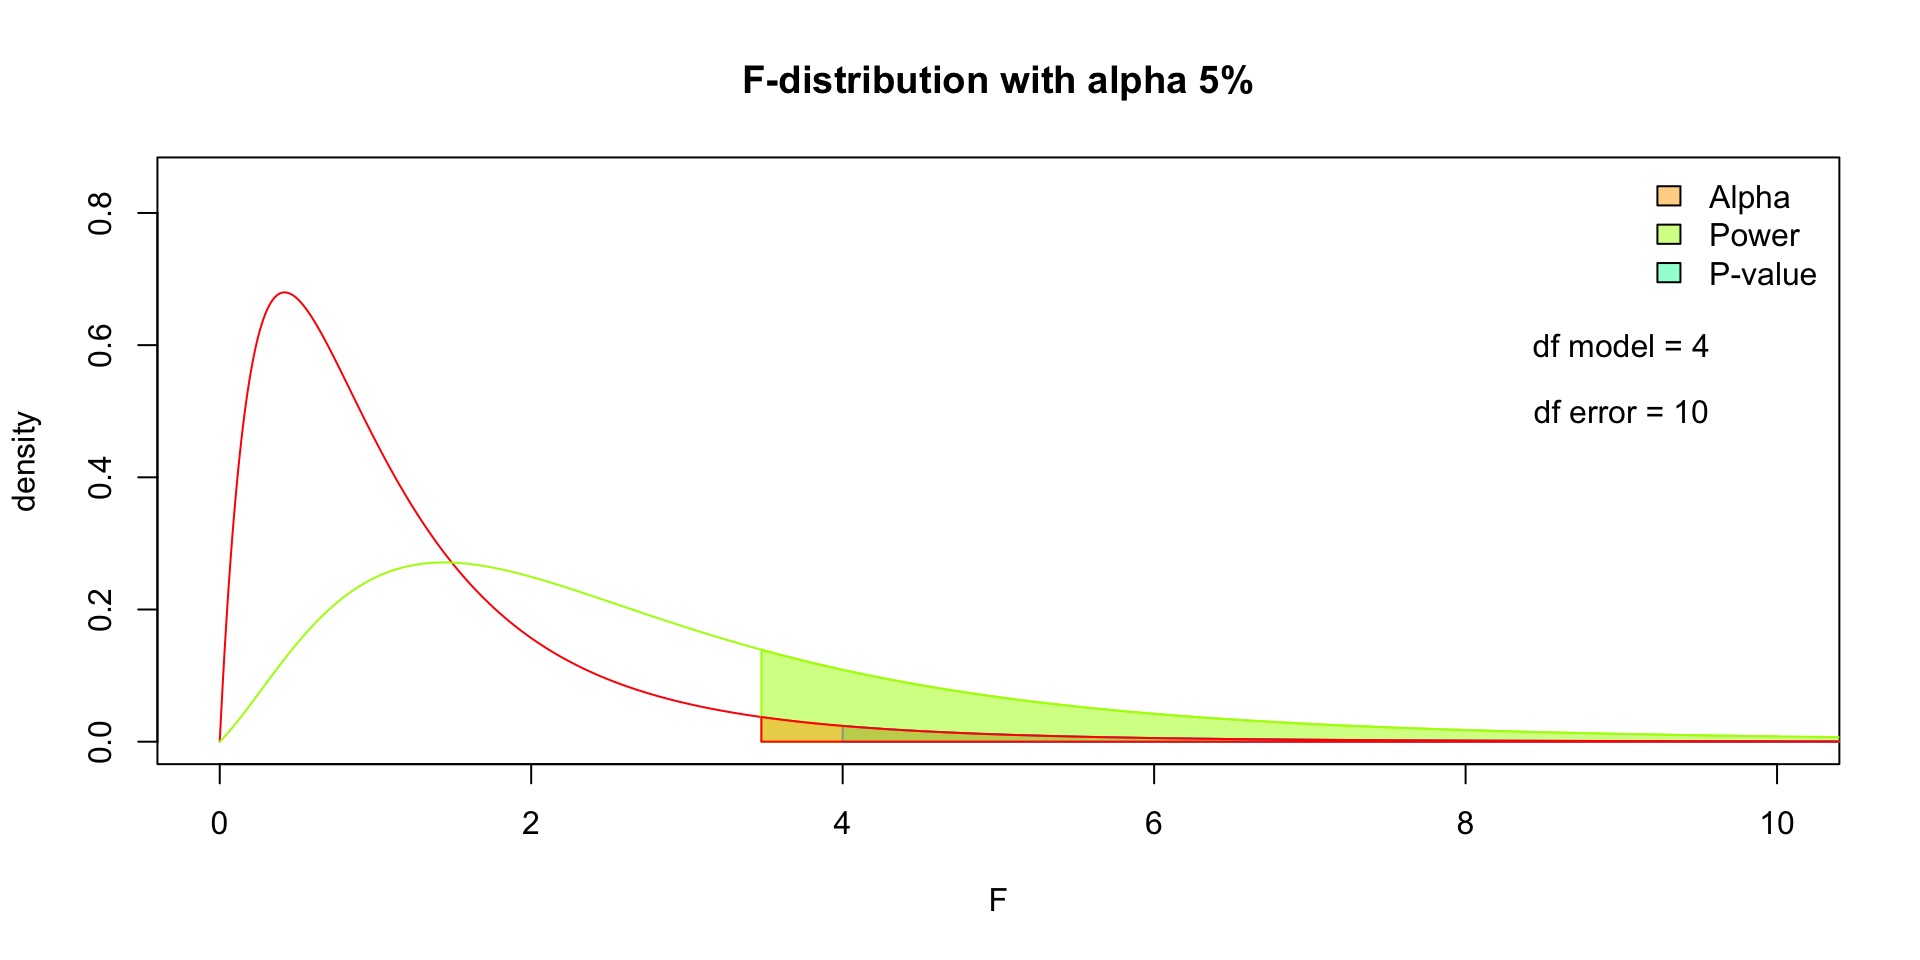 F-distribution with alpha 5%
Alpha
Power
P-value
df model = 4
df error = 10
density
0.8
0.6
0.4
0.2
0.0
0 2 4 6 8 10
F